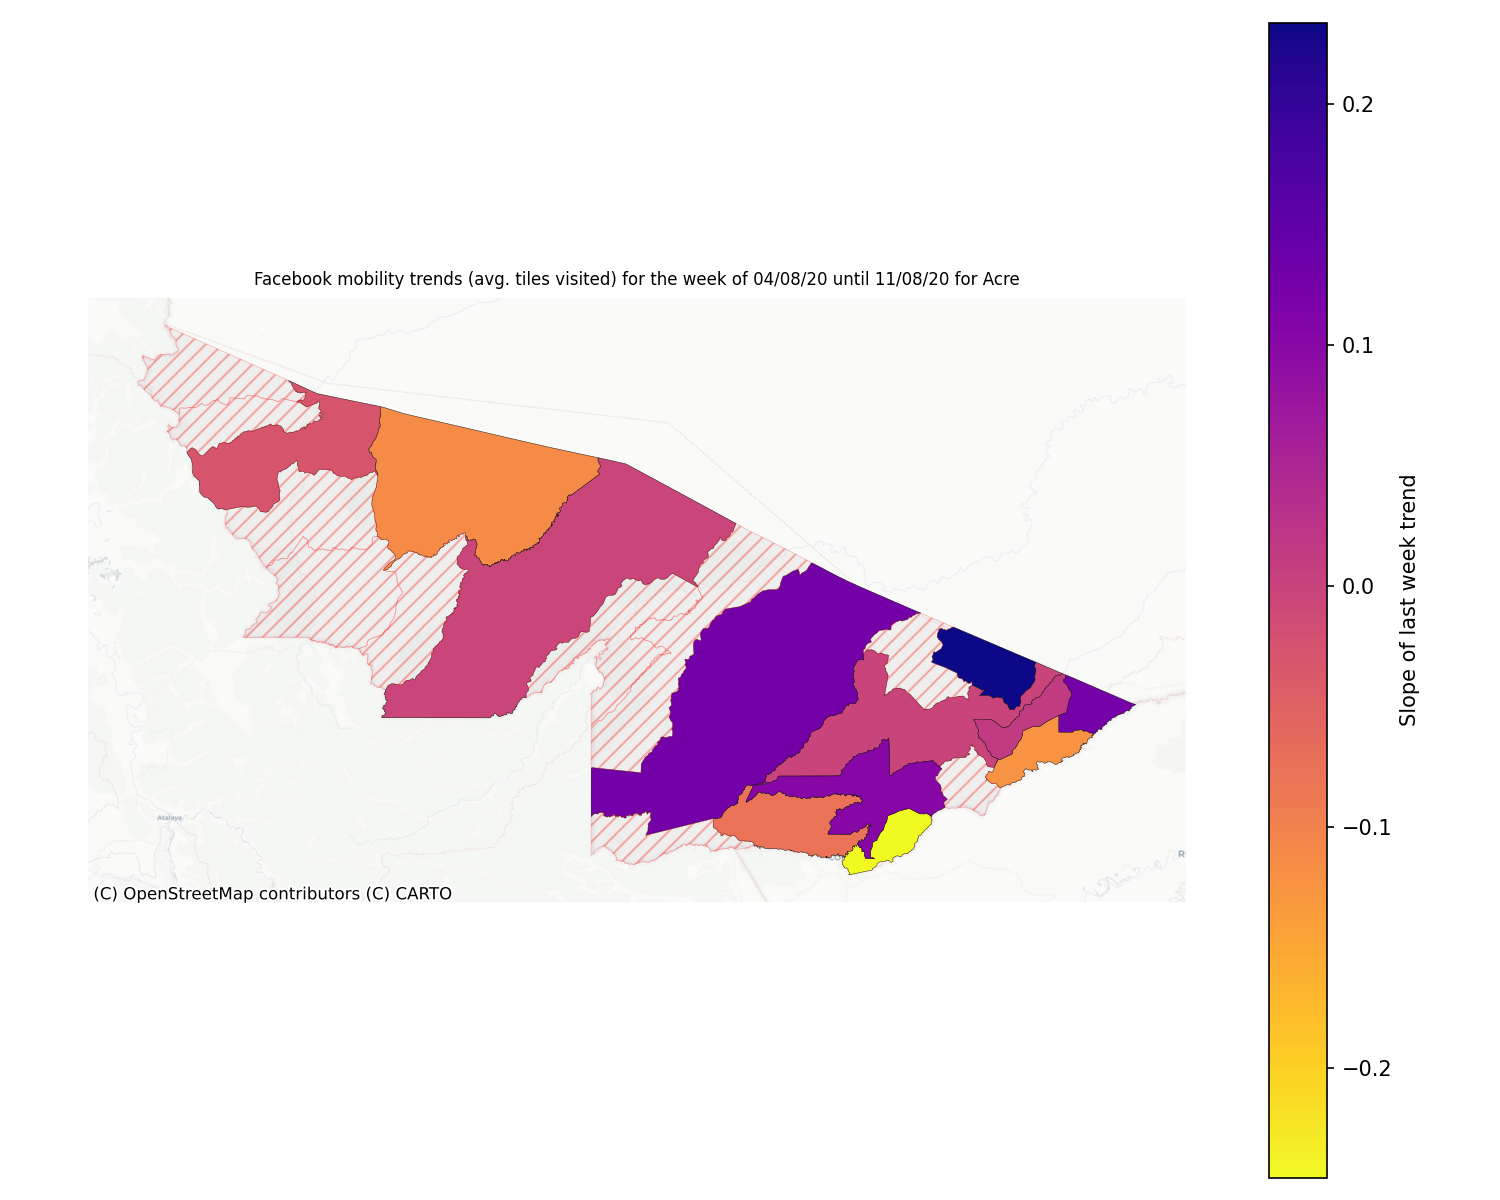 Facebook mobility trends (avg. tiles visited) for the week of 04/08/20 until 11/08/20 for Acre
0.2
0.1
0.0
−0.1
−0.2
Slope of last week trend
Atalaya
(C) OpenStreetMap contributors (C) CARTO